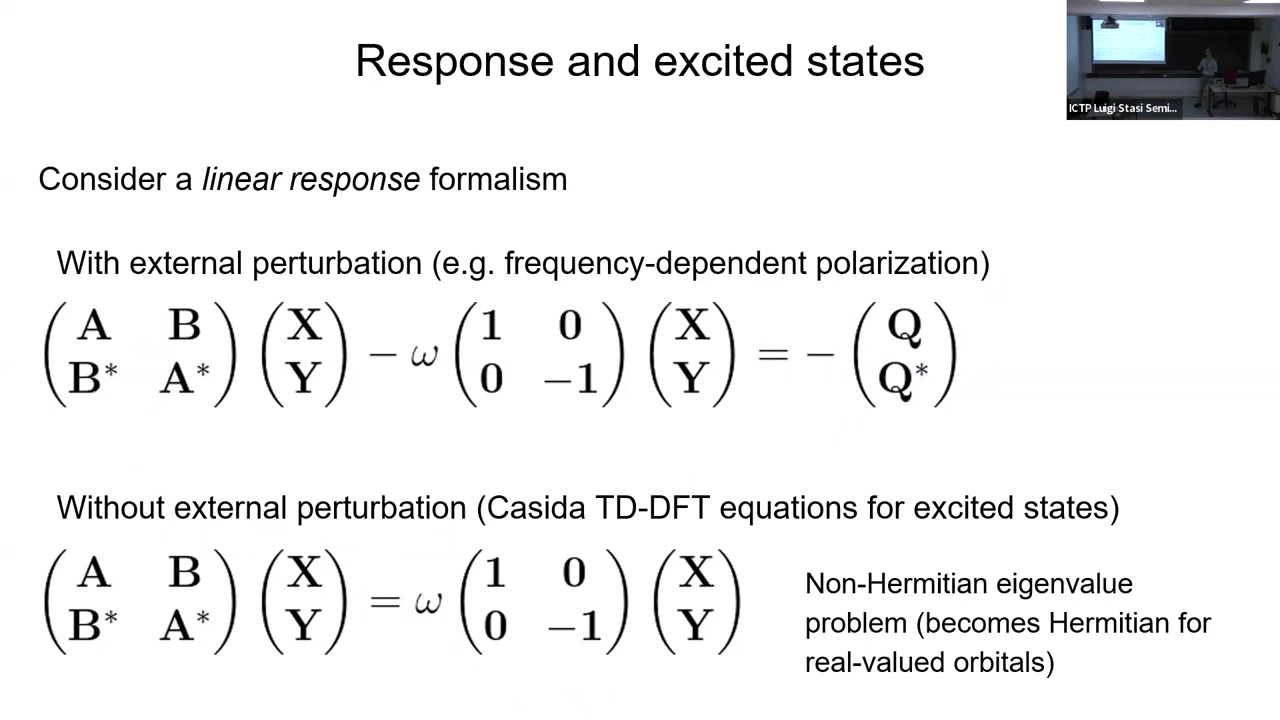 Response and excited states
ICTP Luigi Stasi Semi...
Consider a linear response formalism
With external perturbation (e.g. frequency-dependent polarization)
( A B ) ( X ) − ω ( 1 0 ) ( X ) = − ( Q )
( B* A* ) ( Y ) ( 0 −1 ) ( Y ) ( Q* )
Without external perturbation (Casida TD-DFT equations for excited states)
( A B ) ( X ) = ω ( 1 0 ) ( X )
( B* A* ) ( Y ) ( 0 −1 ) ( Y )
Non-Hermitian eigenvalue
problem (becomes Hermitian for
real-valued orbitals)